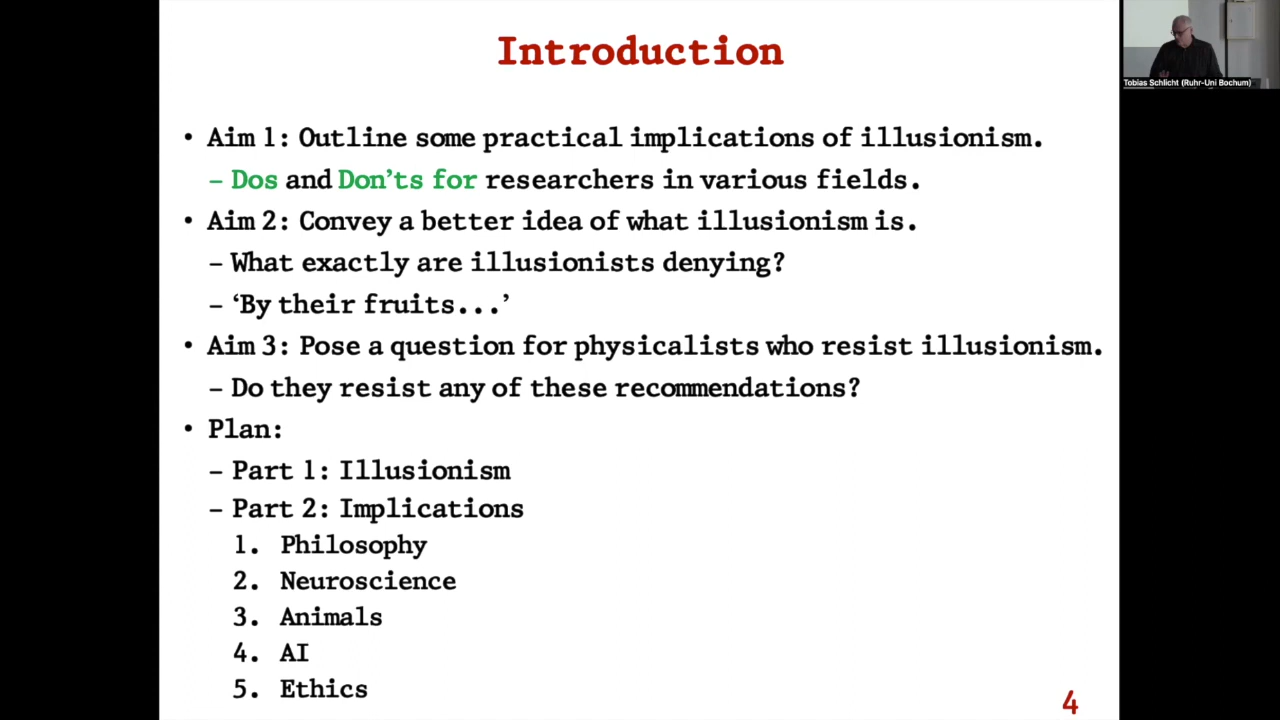 Introduction
• Aim 1: Outline some practical implications of illusionism.
– Dos and Don'ts for researchers in various fields.
• Aim 2: Convey a better idea of what illusionism is.
– What exactly are illusionists denying?
– ‘By their fruits...’
• Aim 3: Pose a question for physicalists who resist illusionism.
– Do they resist any of these recommendations?
• Plan:
– Part 1: Illusionism
– Part 2: Implications
1. Philosophy
2. Neuroscience
3. Animals
4. AI
5. Ethics
4
Tobias Schlicht (Ruhr-Uni Bochum)